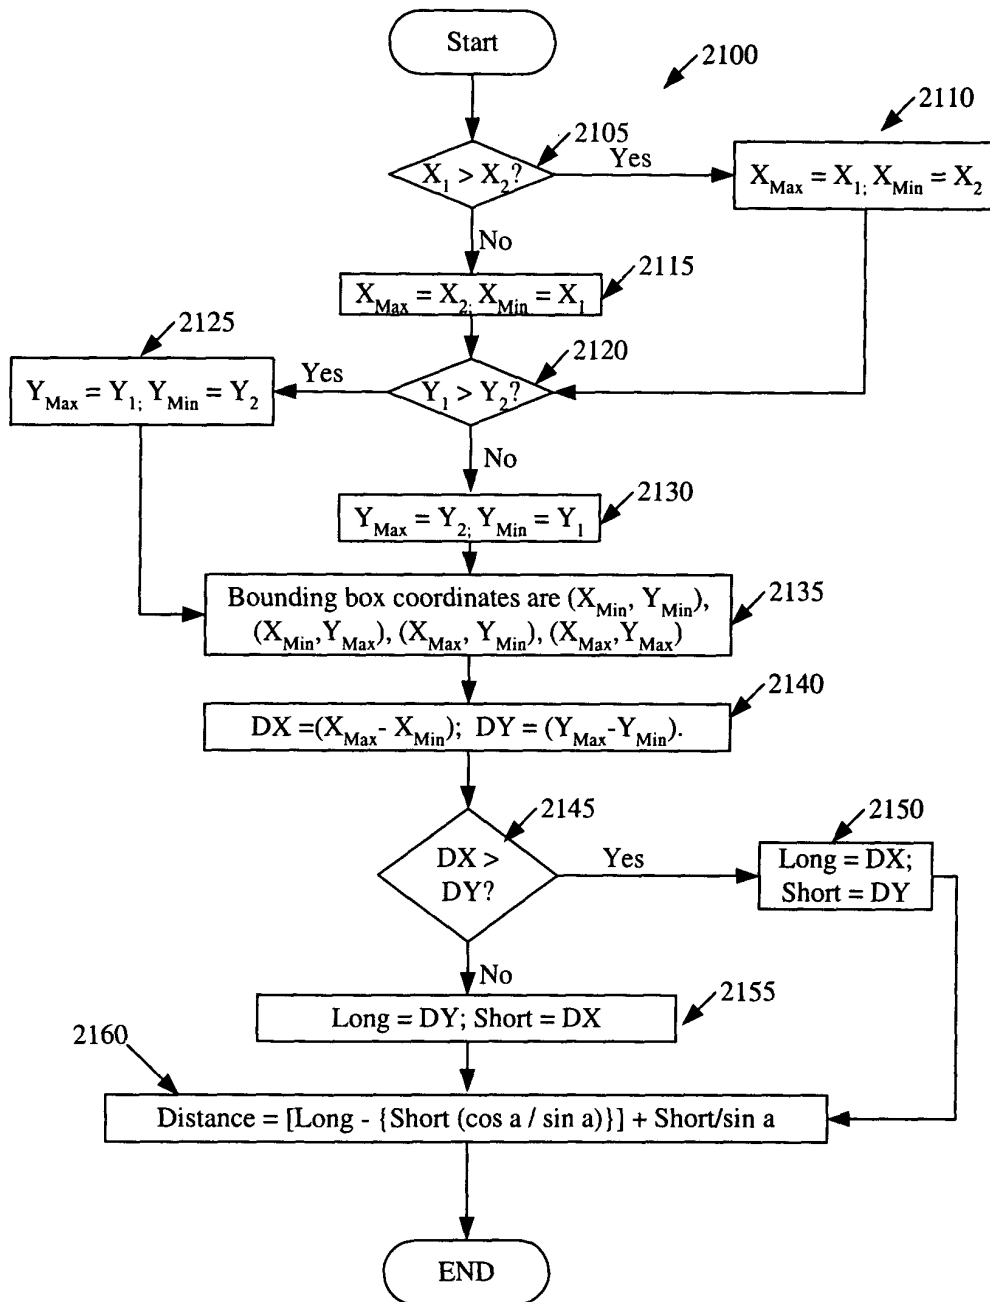 Start
2100
2110
2105
X1 > X2?
Yes
XMax = X1; XMin = X2
No
2115
XMax = X2; XMin = X1
2125
2120
Yes
Y1 > Y2?
YMax = Y1; YMin = Y2
No
2130
YMax = Y2; YMin = Y1
Bounding box coordinates are (XMin, YMin),
(XMin,YMax), (XMax, YMin), (XMax,YMax)
2135
2140
DX =(XMax- XMin); DY = (YMax-YMin).
2145
2150
DX >
DY?
Yes
Long = DX;
Short = DY
No
2155
Long = DY; Short = DX
2160
Distance = [Long - {Short (cos a / sin a)}] + Short/sin a
END